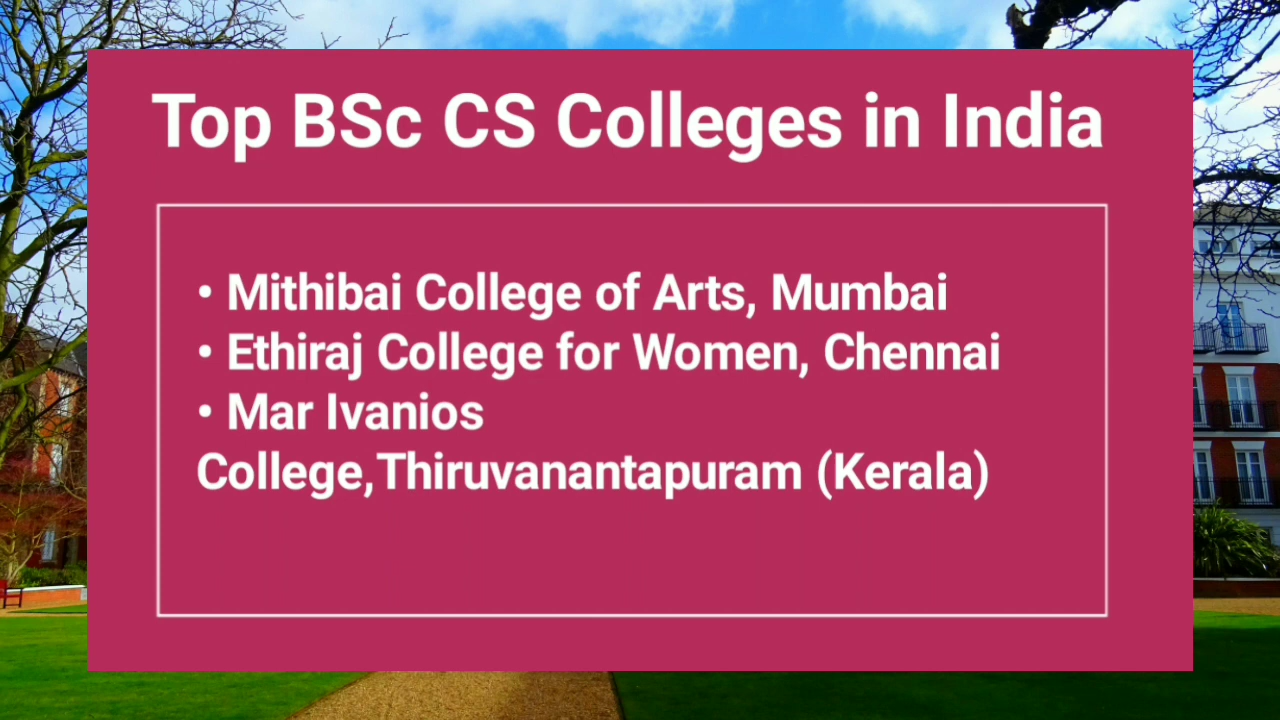 Top BSc CS Colleges in India
• Mithibai College of Arts, Mumbai
• Ethiraj College for Women, Chennai
• Mar Ivanios
College,Thiruvanantapuram (Kerala)